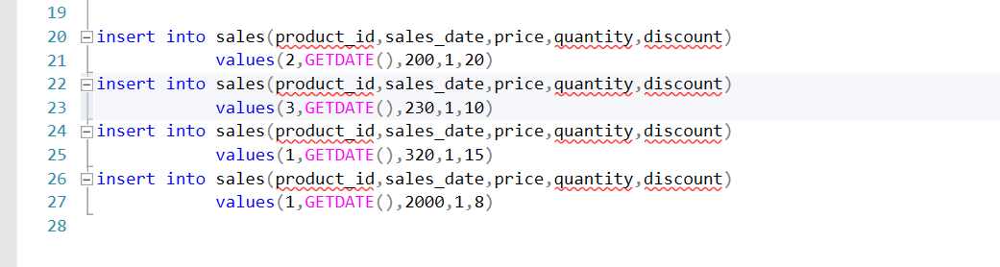 19
20 insert into sales(product_id,sales_date,price,quantity,discount)
21 values(2,GETDATE(),200,1,20)
22 insert into sales(product_id,sales_date,price,quantity,discount)
23 values(3,GETDATE(),230,1,10)
24 insert into sales(product_id,sales_date,price,quantity,discount)
25 values(1,GETDATE(),320,1,15)
26 insert into sales(product_id,sales_date,price,quantity,discount)
27 values(1,GETDATE(),2000,1,8)
28